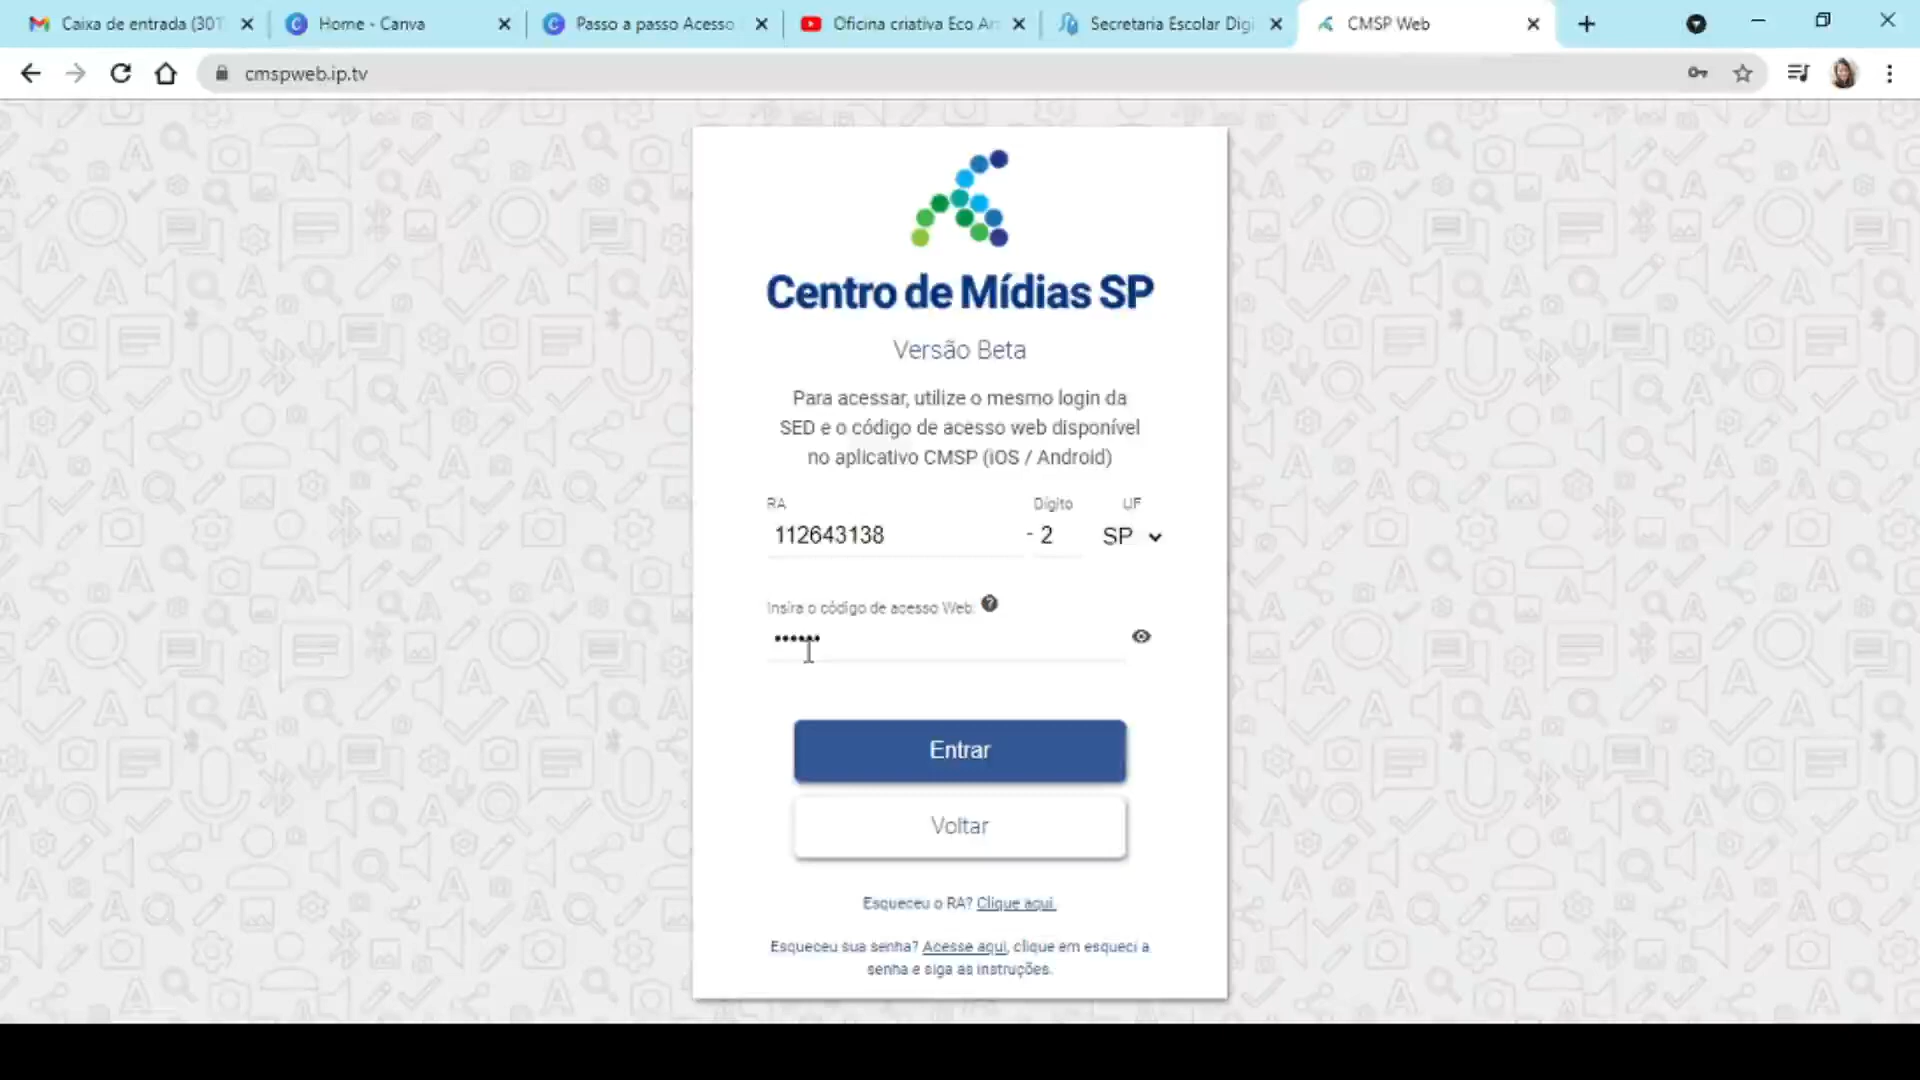 Caixa de entrada (301
Home - Canva
Passo a passo Acesso
Oficina criativa Eco Ar
Secretaria Escolar Digi
CMSP Web
cmspweb.ip.tv
Centro de Mídias SP
Versão Beta
Para acessar, utilize o mesmo login da
SED e o código de acesso web disponível
no aplicativo CMSP (iOS / Android)
RA Dígito UF
112643138 - 2 SP
Insira o código de acesso Web:
••••••
Entrar
Voltar
Esqueceu o RA? Clique aqui.
Esqueceu sua senha? Acesse aqui, clique em esqueci a
senha e siga as instruções.